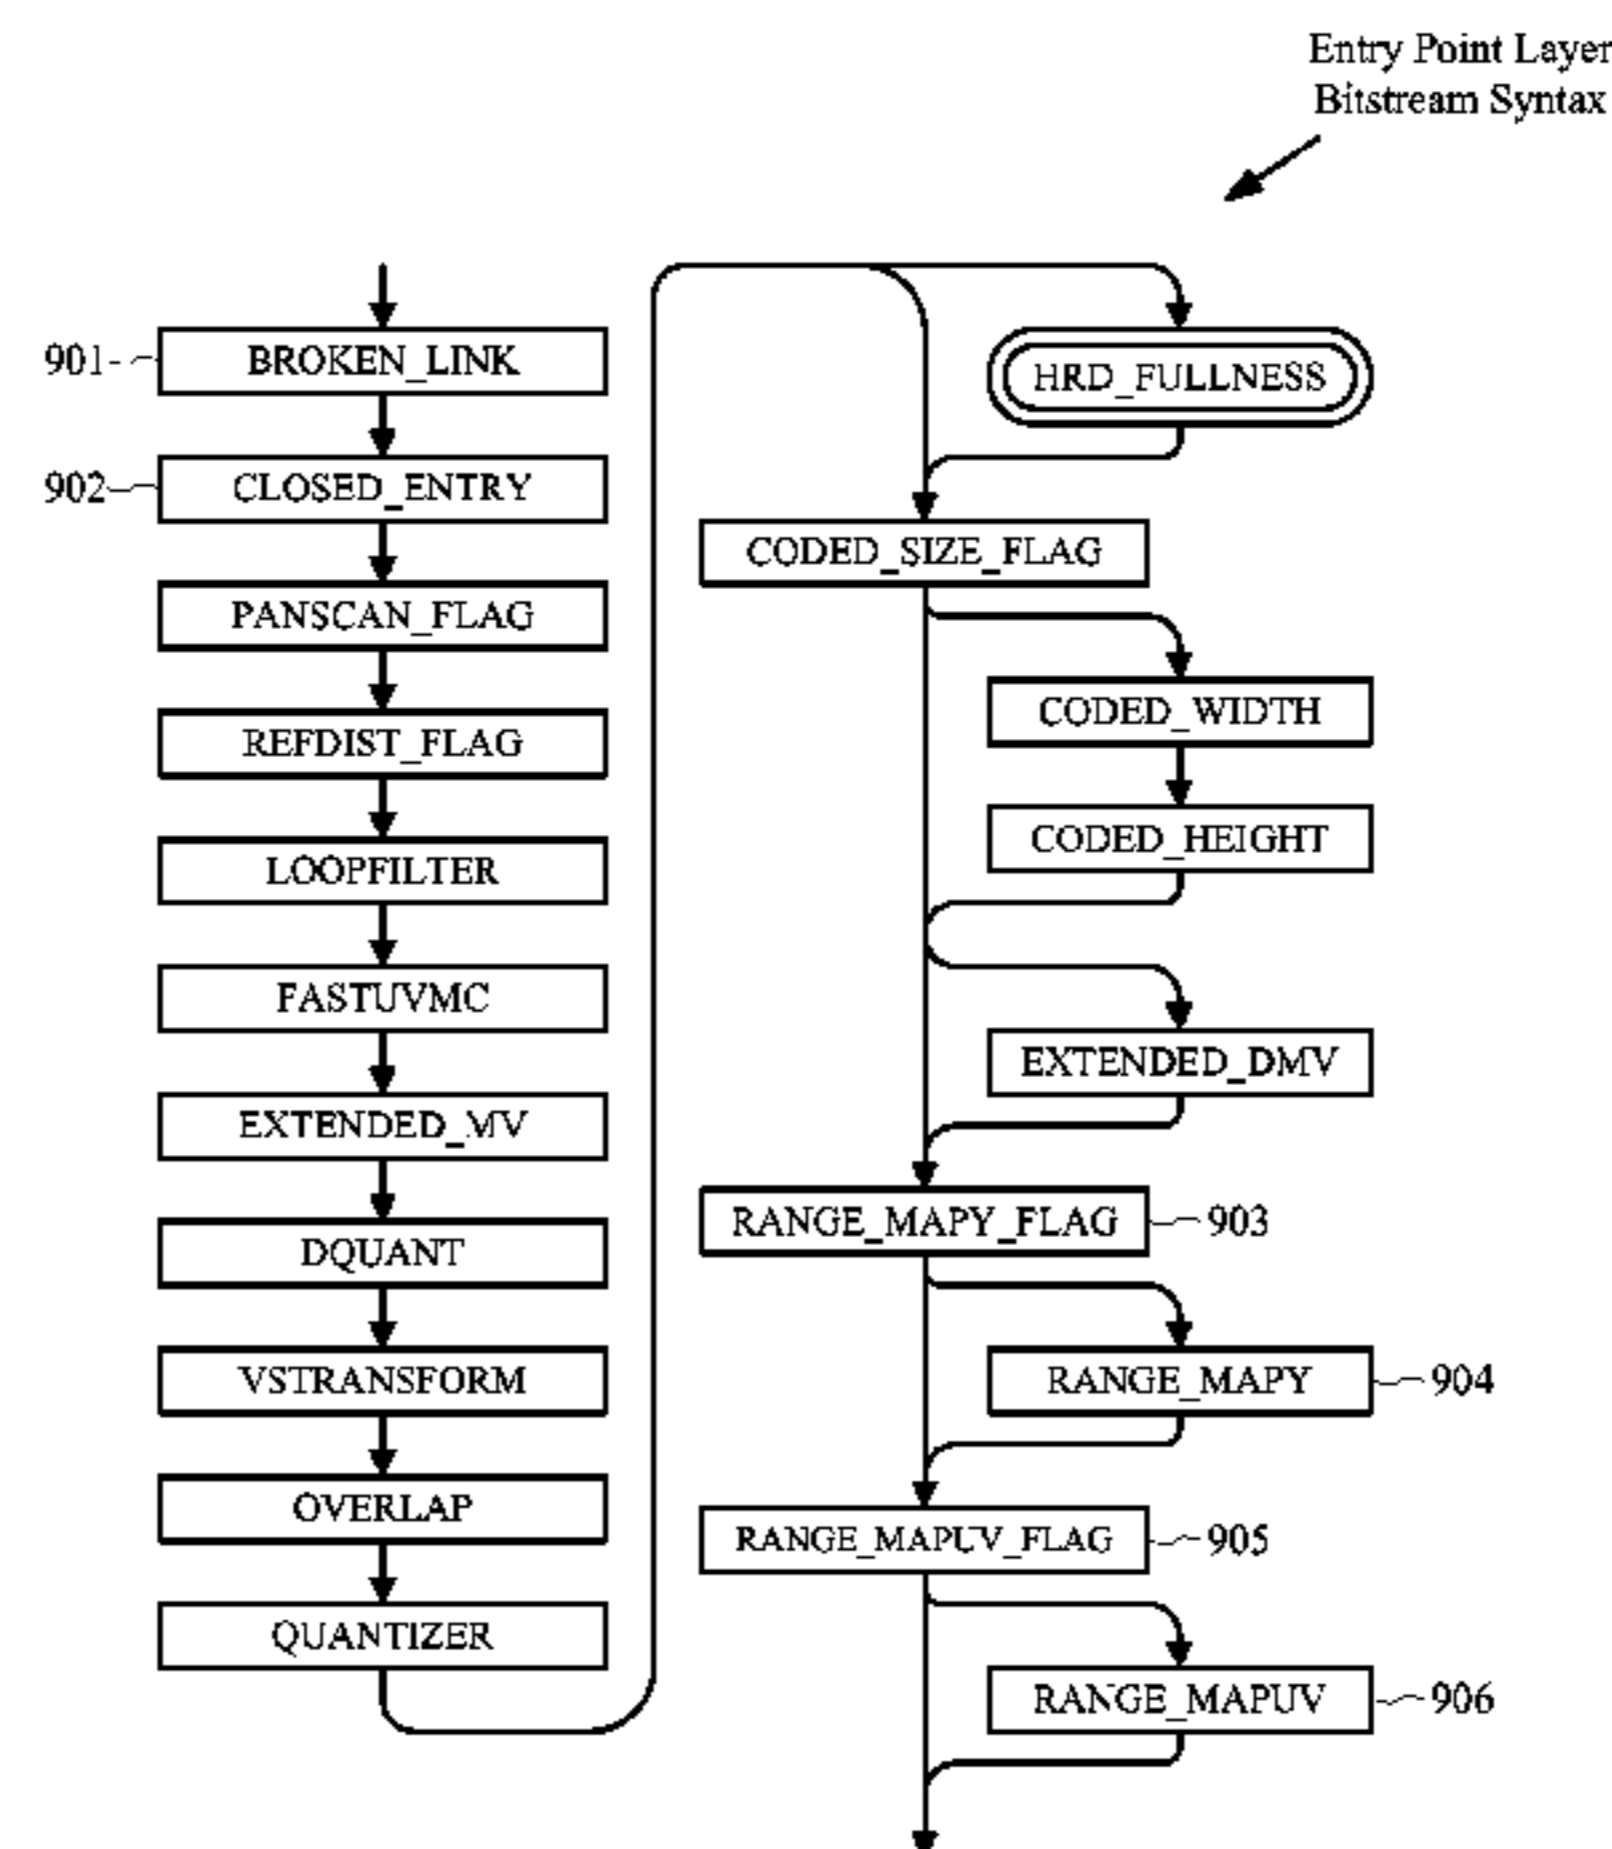 Entry Point Layer
Bitstream Syntax
901
BROKEN_LINK
902
CLOSED_ENTRY
PANSCAN_FLAG
REFDIST_FLAG
LOOPFILTER
FASTUVMC
EXTENDED_MV
DQUANT
VSTRANSFORM
OVERLAP
QUANTIZER
HRD_FULLNESS
CODED_SIZE_FLAG
CODED_WIDTH
CODED_HEIGHT
EXTENDED_DMV
RANGE_MAPY_FLAG
903
RANGE_MAPY
904
RANGE_MAPUV_FLAG
905
RANGE_MAPUV
906